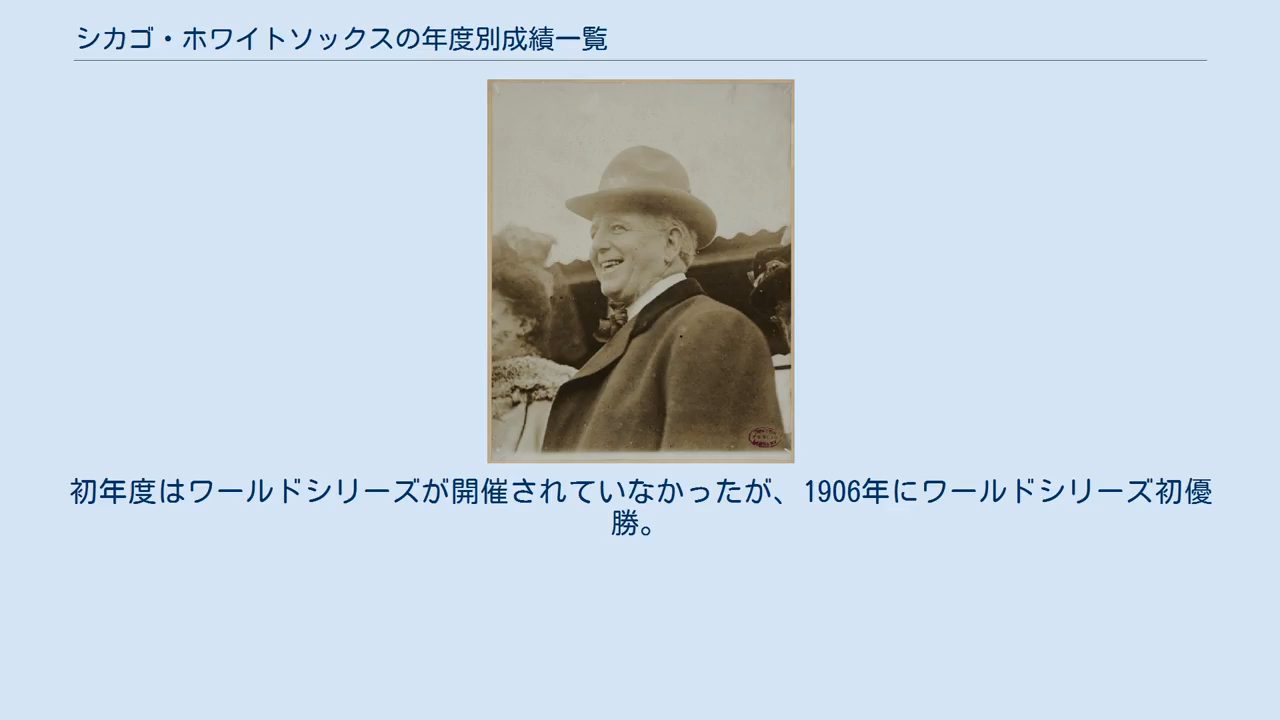 シカゴ・ホワイトソックスの年度別成績一覧
初年度はワールドシリーズが開催されていなかったが、1906年にワールドシリーズ初優
勝。